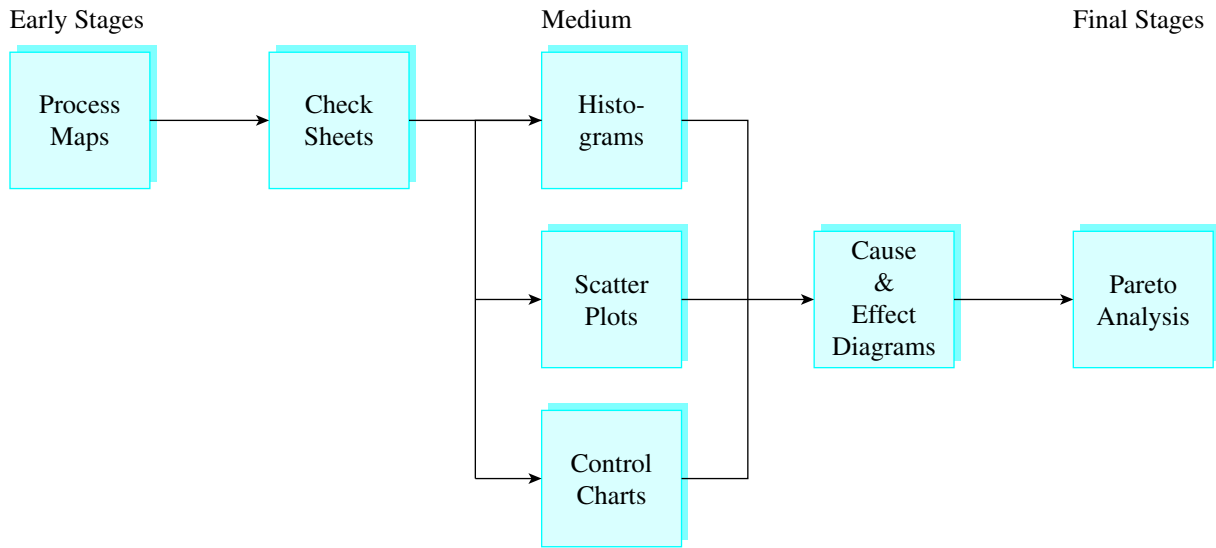 Early Stages
Medium
Final Stages
Process
Maps
Check
Sheets
Histo-
grams
Scatter
Plots
Control
Charts
Cause
&
Effect
Diagrams
Pareto
Analysis